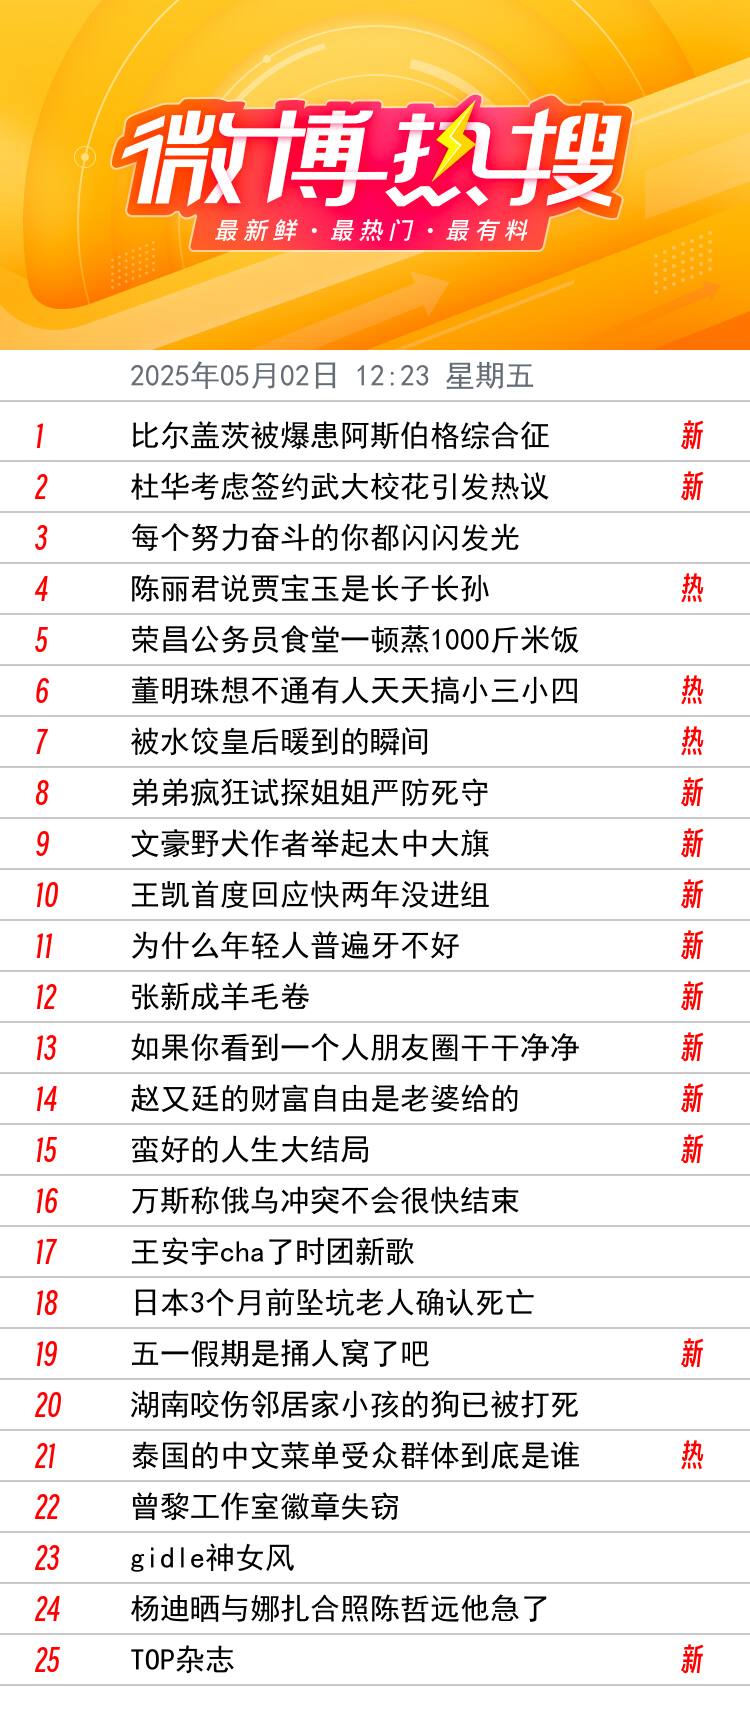 微博热搜
最新鲜·最热门·最有料
2025年05月02日 12:23 星期五
1 比尔盖茨被爆患阿斯伯格综合征 新
2 杜华考虑签约武大校花引发热议 新
3 每个努力奋斗的你都闪闪发光
4 陈丽君说贾宝玉是长子长孙 热
5 荣昌公务员食堂一顿蒸1000斤米饭
6 董明珠想不通有人天天搞小三小四 热
7 被水饺皇后暖到的瞬间 热
8 弟弟疯狂试探姐姐严防死守 新
9 文豪野犬作者举起太中大旗 新
10 王凯首度回应快两年没进组 新
11 为什么年轻人普遍牙不好 新
12 张新成羊毛卷 新
13 如果你看到一个人朋友圈干干净净 新
14 赵又廷的财富自由是老婆给的 新
15 蛮好的人生大结局 新
16 万斯称俄乌冲突不会很快结束
17 王安宇cha了时团新歌
18 日本3个月前坠坑老人确认死亡
19 五一假期是捅人窝了吧 新
20 湖南咬伤邻居家小孩的狗已被打死
21 泰国的中文菜单受众群体到底是谁 热
22 曾黎工作室徽章失窃
23 gidle神女风
24 杨迪晒与娜扎合照陈哲远他急了
25 TOP杂志 新